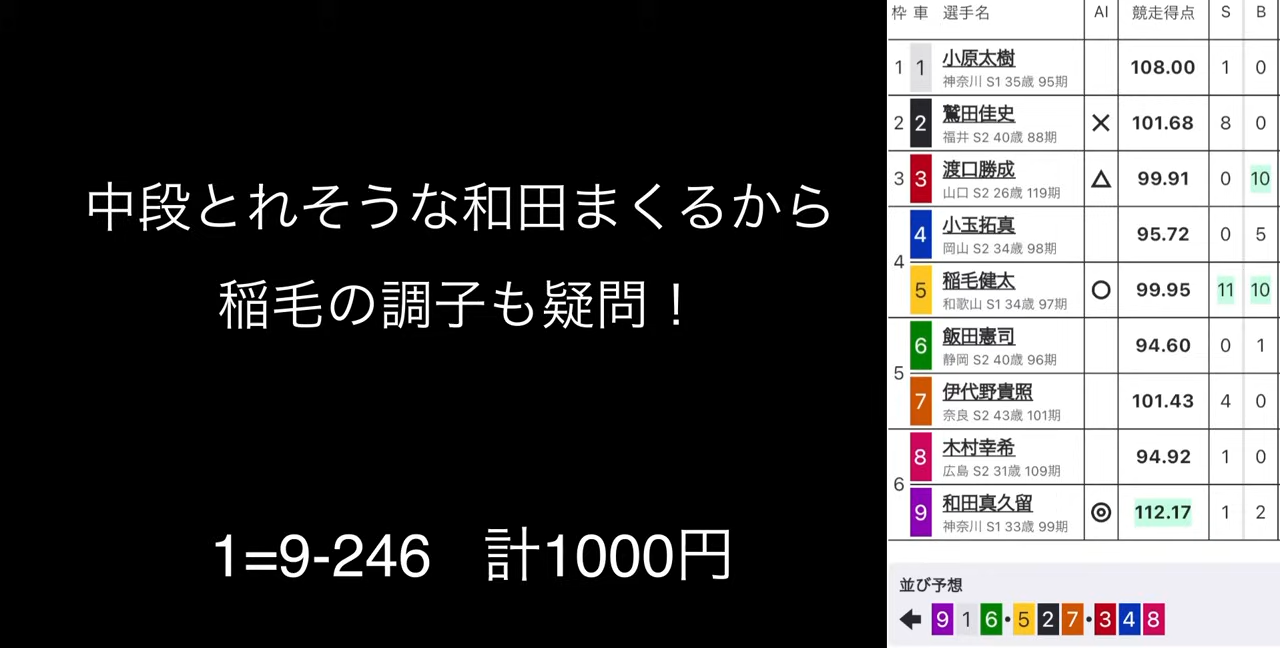 中段とれそうな和田まくるから
稲毛の調子も疑問！
1=9-246　計1000円
枠 車 選手名 AI 競走得点 S B
1 1 小原太樹 108.00 1 0
神奈川 S1 35歳 95期
2 2 鷲田佳史 × 101.68 8 0
福井 S2 40歳 88期
3 3 渡口勝成 △ 99.91 0 10
山口 S2 26歳 119期
4 4 小玉拓真 95.72 0 5
岡山 S2 34歳 98期
5 稲毛健太 ○ 99.95 11 10
和歌山 S1 34歳 97期
5 6 飯田憲司 94.60 0 1
静岡 S2 40歳 96期
7 伊代野貴照 101.43 4 0
奈良 S2 43歳 101期
6 8 木村幸希 94.92 1 0
広島 S2 31歳 109期
9 和田真久留 ◎ 112.17 1 2
神奈川 S1 33歳 99期
並び予想
← 9 1 6・5 2 7・3 4 8